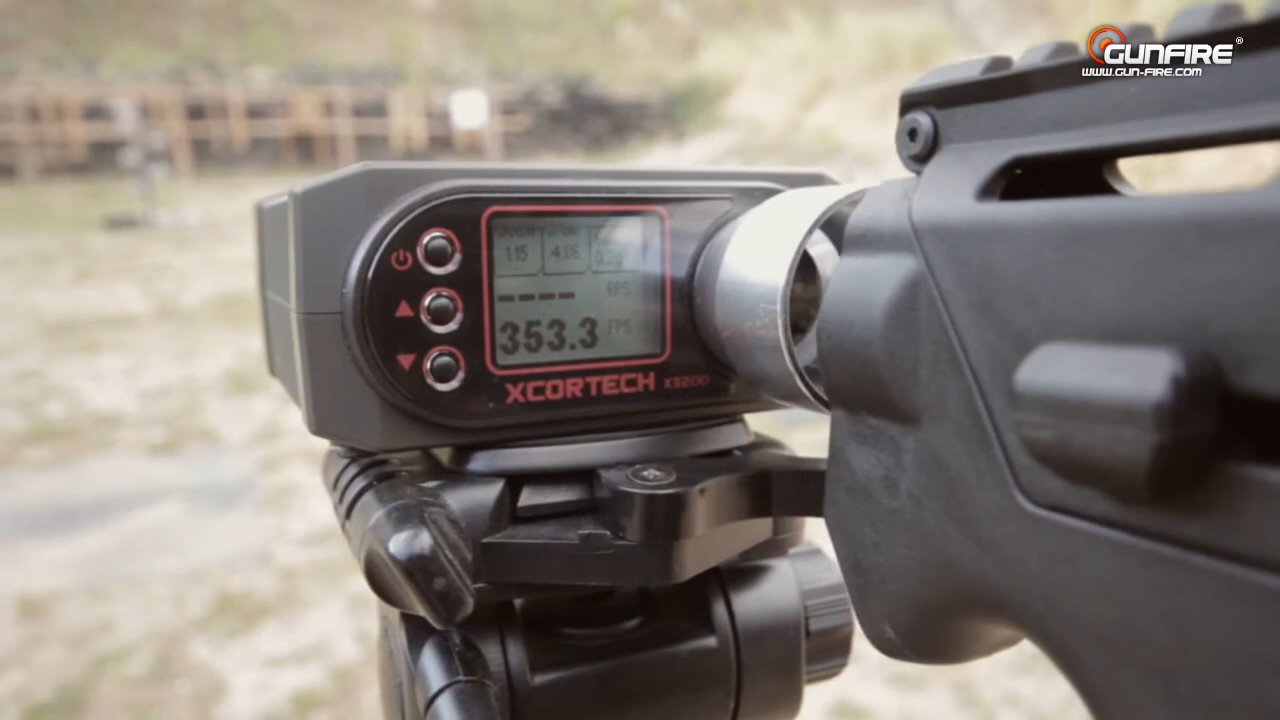 GUNFIRE®
WWW.GUN-FIRE.COM
1.15 4.06
---- RPS
353.3 FPS
XCORTECH X3200